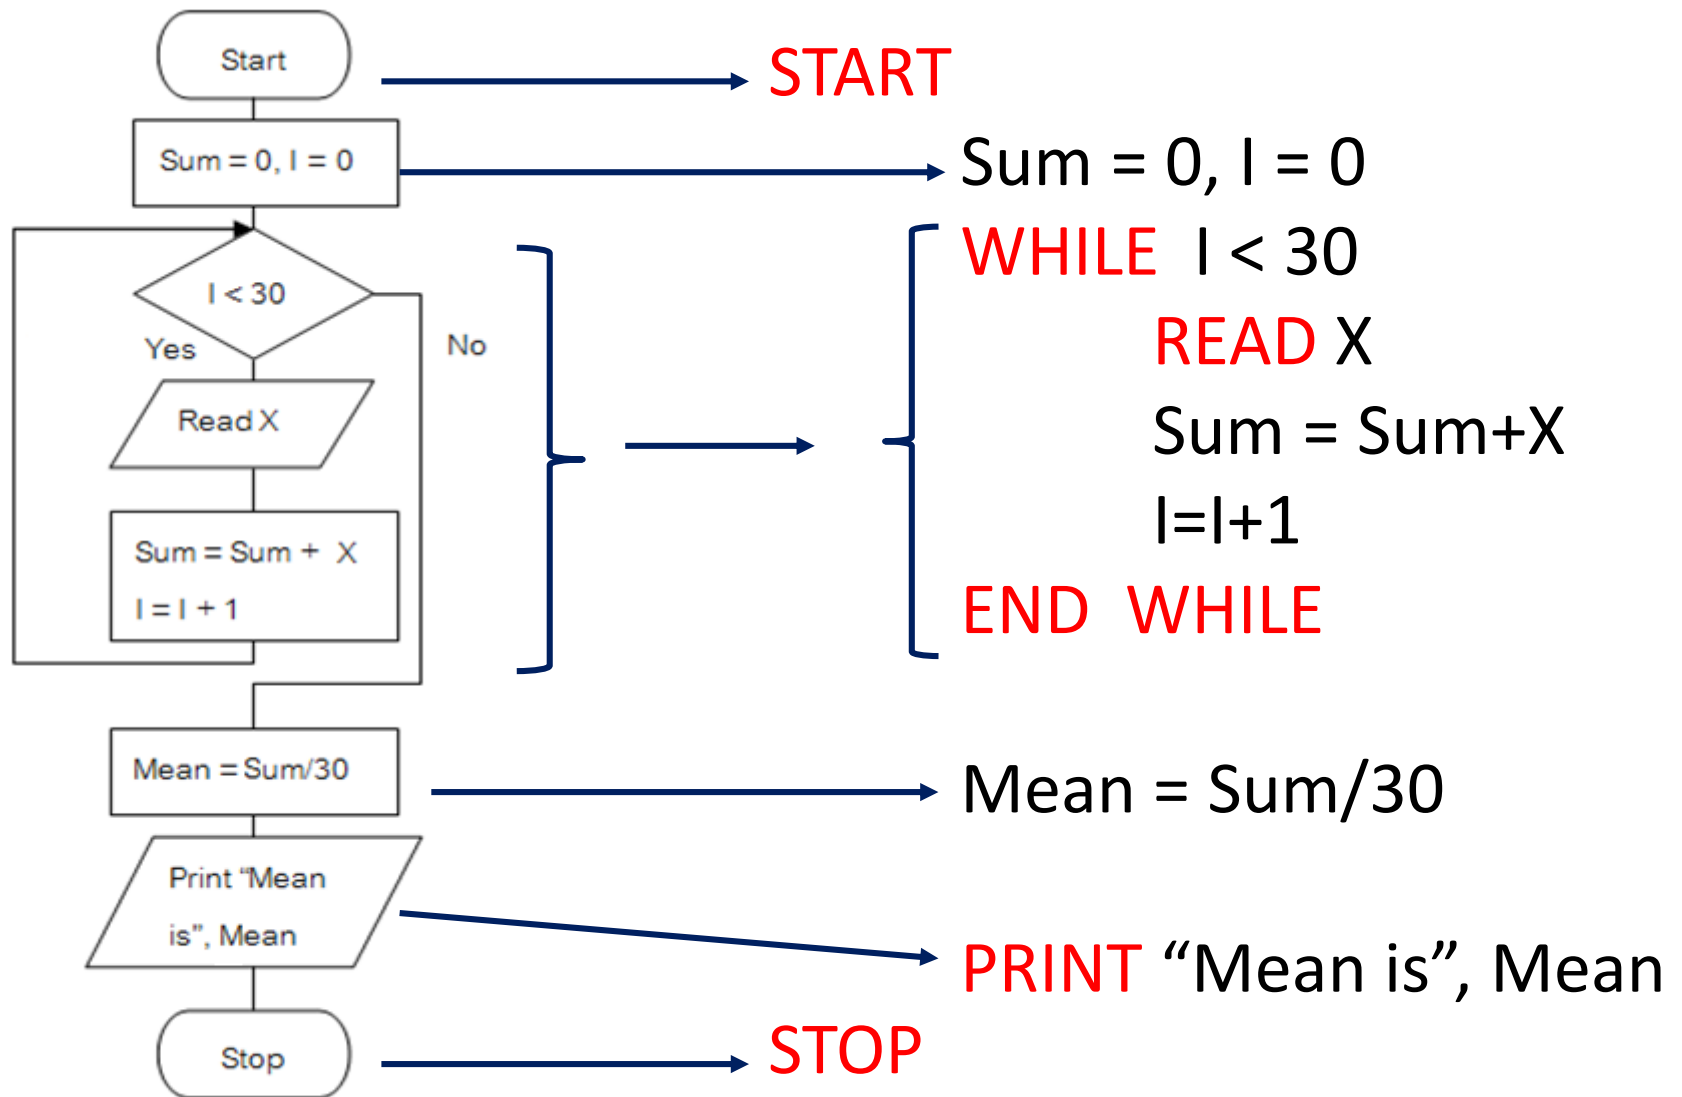 Start
Sum = 0, I = 0
I < 30
Yes
No
Read X
Sum = Sum + X
I = I + 1
Mean = Sum/30
Print “Mean
is”, Mean
Stop
START
Sum = 0, I = 0
WHILE I < 30
READ X
Sum = Sum+X
I=I+1
END WHILE
Mean = Sum/30
PRINT “Mean is”, Mean
STOP